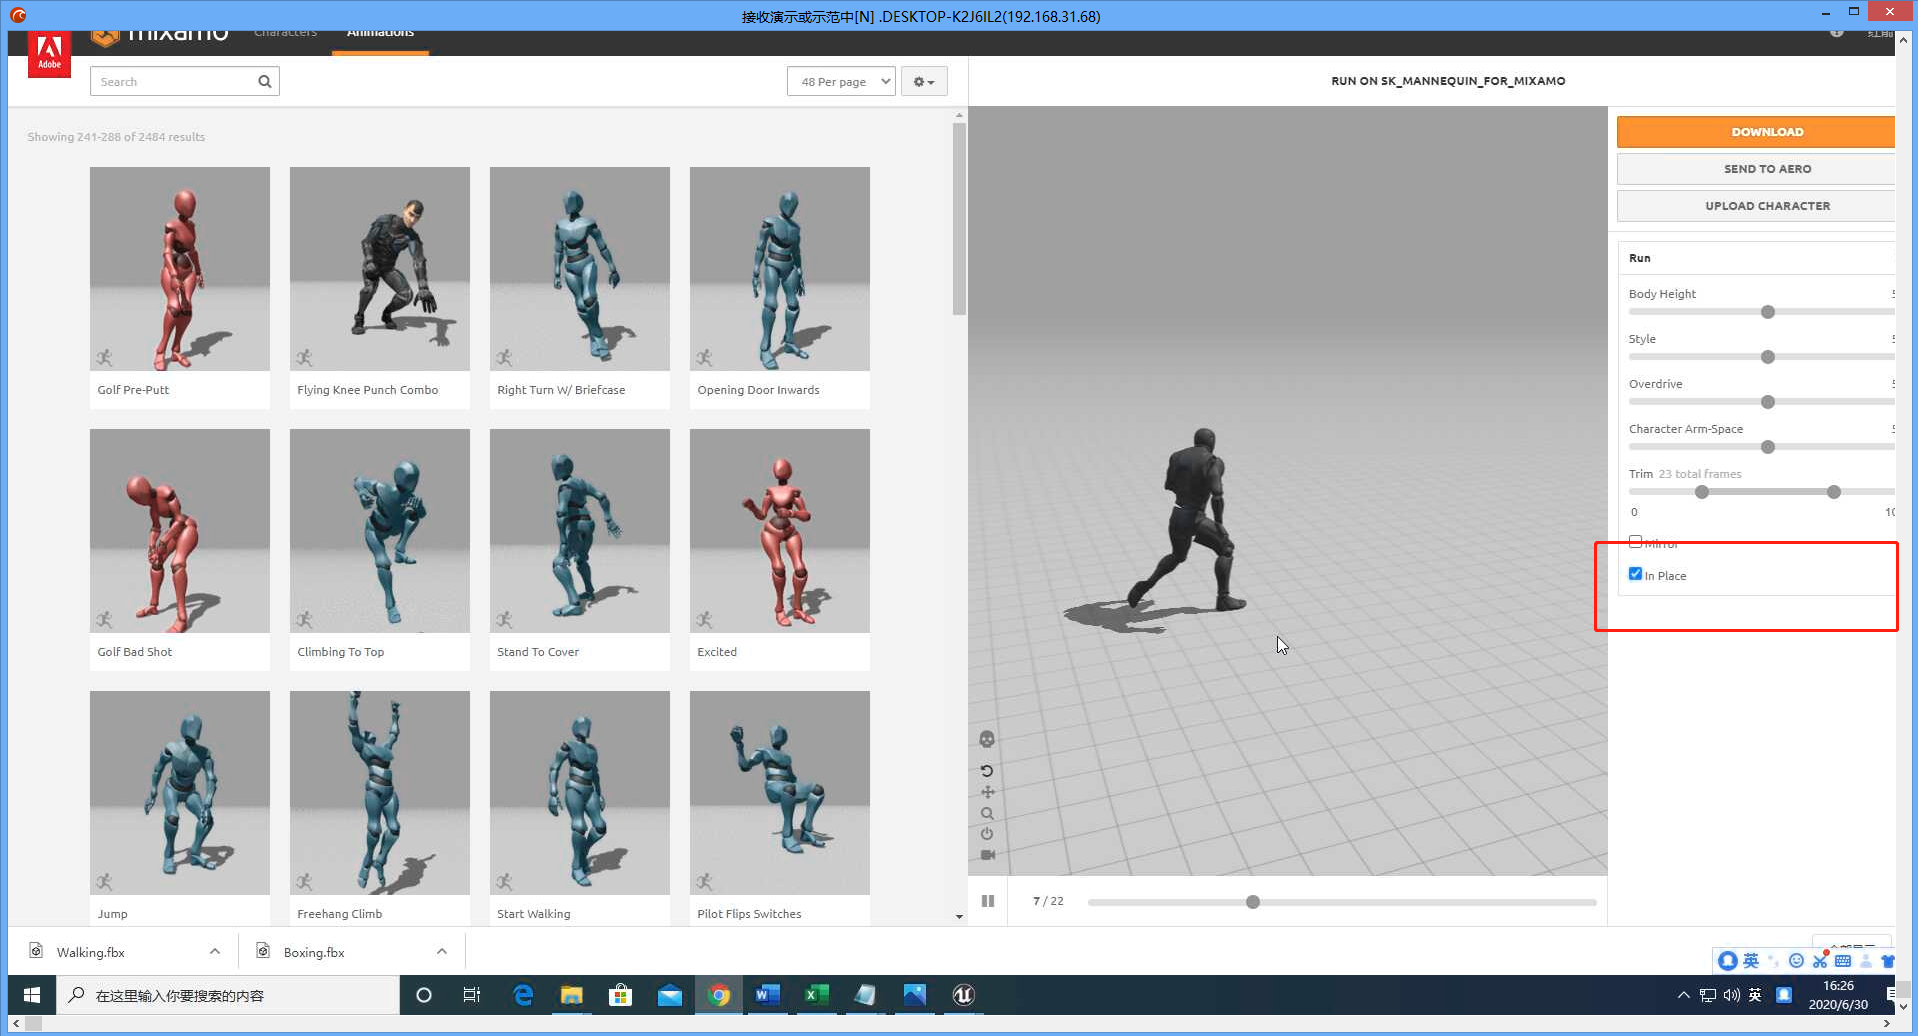 接收演示或示范中[N] .DESKTOP-K2J6IL2(192.168.31.68)
Adobe
mixamo
Characters
Animations
Search
48 Per page
RUN ON SK_MANNEQUIN_FOR_MIXAMO
Showing 241-288 of 2484 results
DOWNLOAD
SEND TO AERO
UPLOAD CHARACTER
Run
Body Height
Style
Overdrive
Character Arm-Space
Trim 23 total frames
0
Mirror
In Place
Golf Pre-Putt
Flying Knee Punch Combo
Right Turn W/ Briefcase
Opening Door Inwards
Golf Bad Shot
Climbing To Top
Stand To Cover
Excited
Jump
Freehang Climb
Start Walking
Pilot Flips Switches
7 / 22
Walking.fbx
Boxing.fbx
英
在这里输入你要搜索的内容
英
16:26
2020/6/30